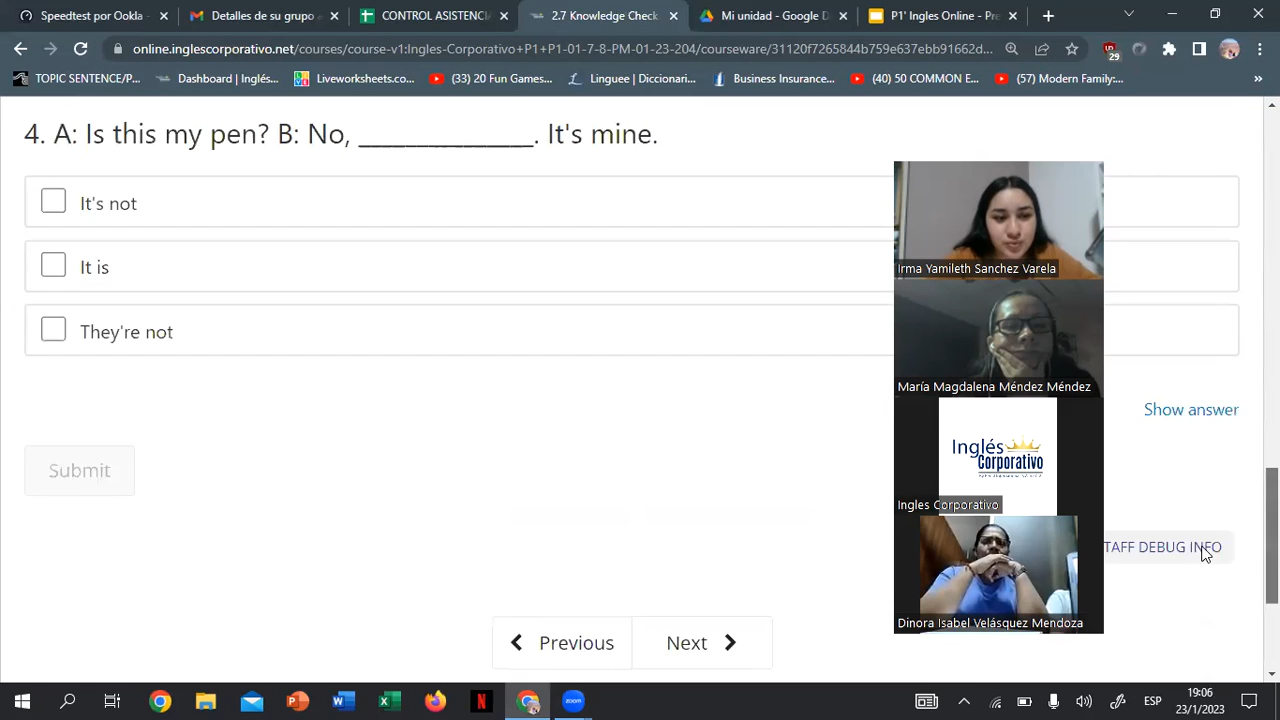 Speedtest por Ookla
Detalles de su grupo
CONTROL ASISTENCI
2.7 Knowledge Check
Mi unidad - Google D
P1' Ingles Online - Pre
online.inglescorporativo.net/courses/course-v1:Ingles-Corporativo+P1+P1-01-7-8-PM-01-23-204/courseware/31120f7265844b759e637ebb91662d...
29
TOPIC SENTENCE/P...
Dashboard | Inglés...
Liveworksheets.co...
(33) 20 Fun Games...
Linguee | Diccionari...
Business Insurance...
(40) 50 COMMON E...
(57) Modern Family:...
»
4. A: Is this my pen? B: No, _______________. It's mine.
It's not
It is
They're not
Show answer
Submit
TAFF DEBUG INFO
Previous
Next
Irma Yamileth Sanchez Varela
María Magdalena Méndez Méndez
Inglés
Corporativo
Ingles Corporativo
Dinora Isabel Velásquez Mendoza
ESP
19:06
23/1/2023